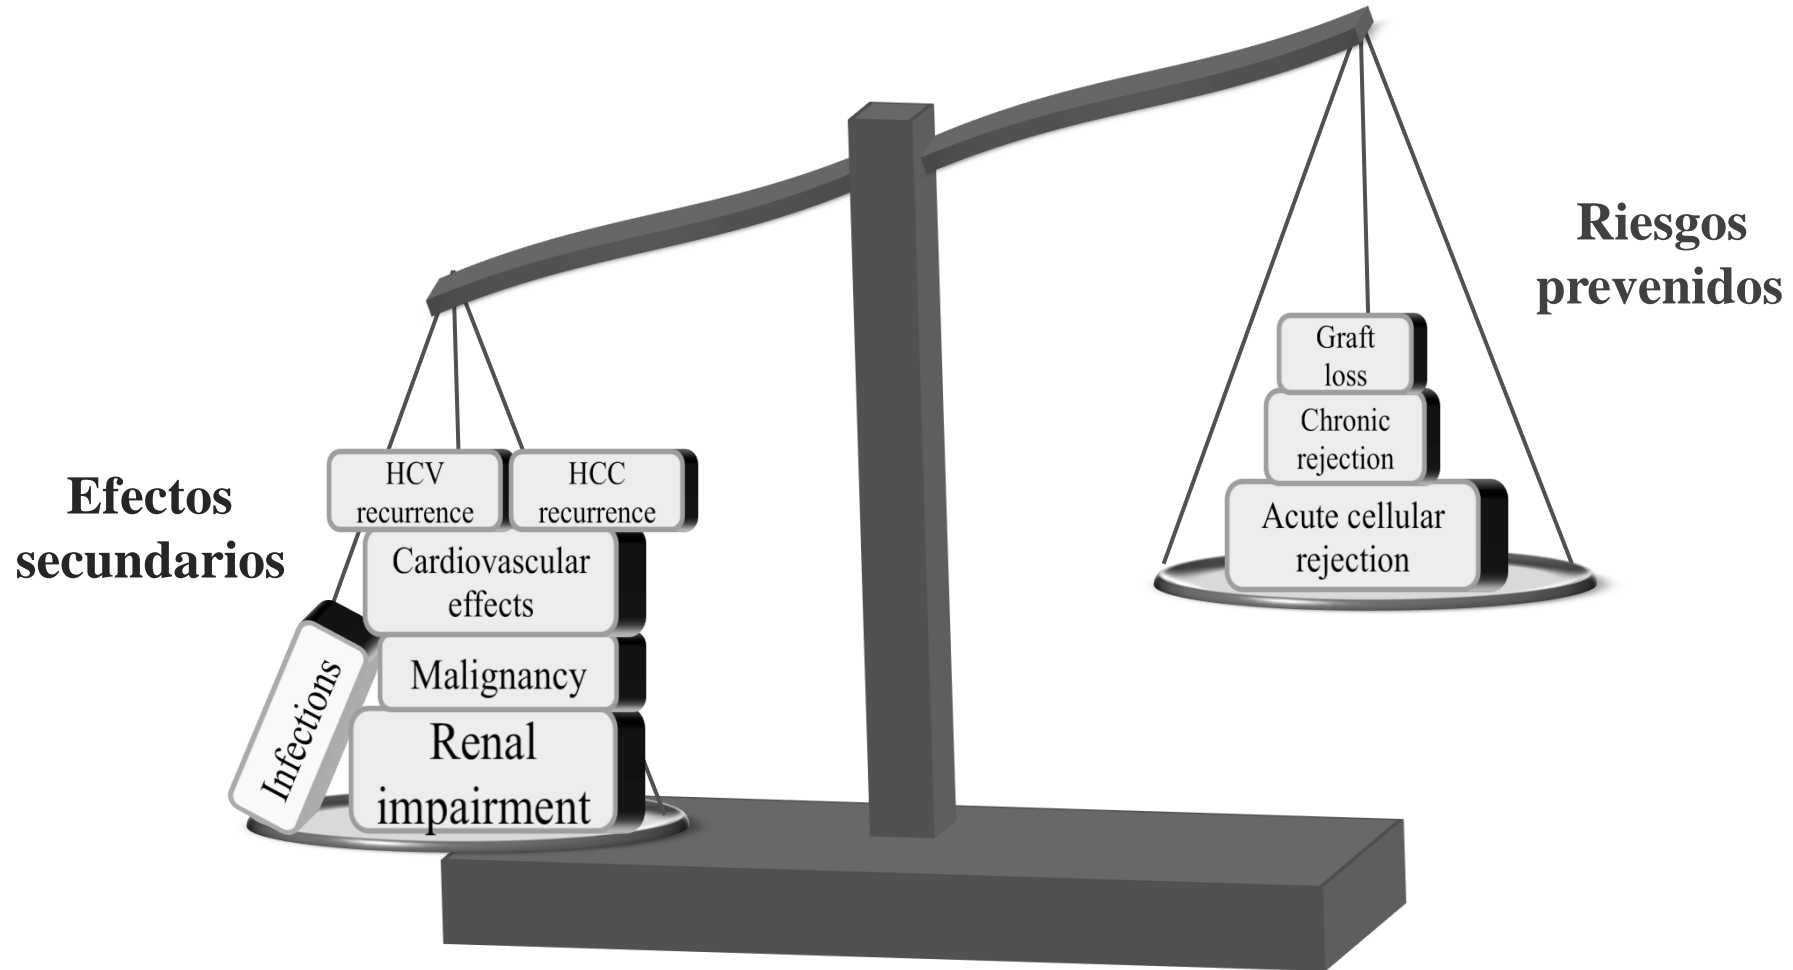 Efectos
secundarios
HCV
recurrence
HCC
recurrence
Cardiovascular
effects
Infections
Malignancy
Renal
impairment
Riesgos
prevenidos
Graft
loss
Chronic
rejection
Acute cellular
rejection